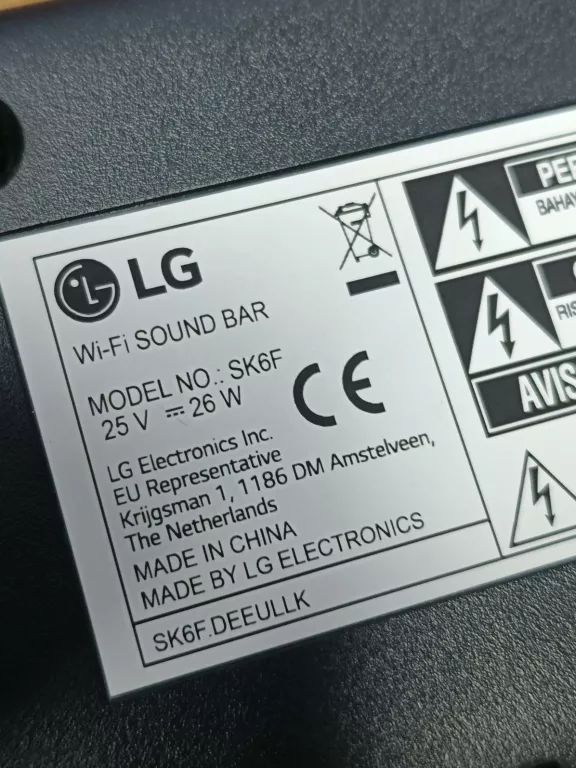 LG
Wi-Fi SOUND BAR
MODEL NO.: SK6F
25 V ⎓ 26 W
LG Electronics Inc.
EU Representative
Krijgsman 1, 1186 DM Amstelveen,
The Netherlands
MADE IN CHINA
MADE BY LG ELECTRONICS
SK6F.DEEULLK
CE